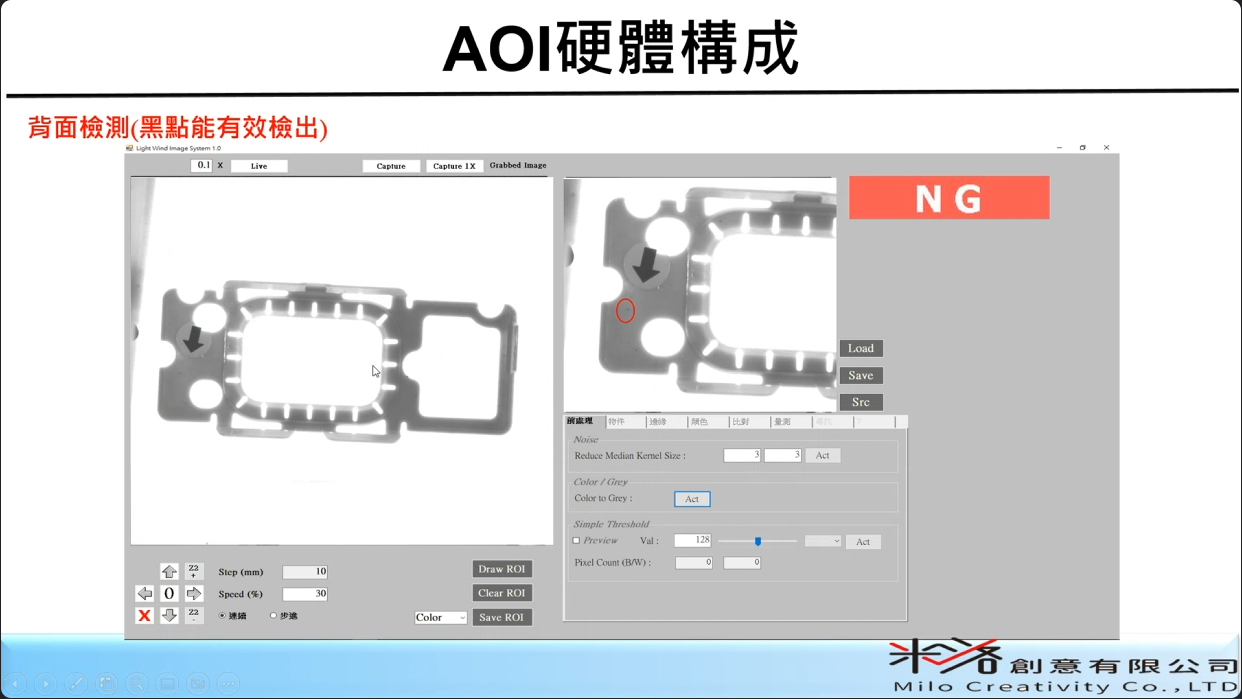 AOI硬體構成
背面檢測(黑點能有效檢出)
Light Wind Image System 1.0
0.1 X Live Capture Capture 1X Grabbed Image
NG
Load
Save
Src
前處理 物件 邊緣 顏色 比對 量測
Noise
Reduce Median Kernel Size : 3 3 Act
Color / Grey
Color to Grey : Act
Simple Threshold
Preview Val : 128 Act
Pixel Count (B/W) : 0 0
Z2 + Step (mm) 10 Draw ROI
0 Speed (%) 30 Clear ROI
X Z2 - 連續 步進 Color Save ROI
米洛創意有限公司
Milo Creativity Co.,LTD